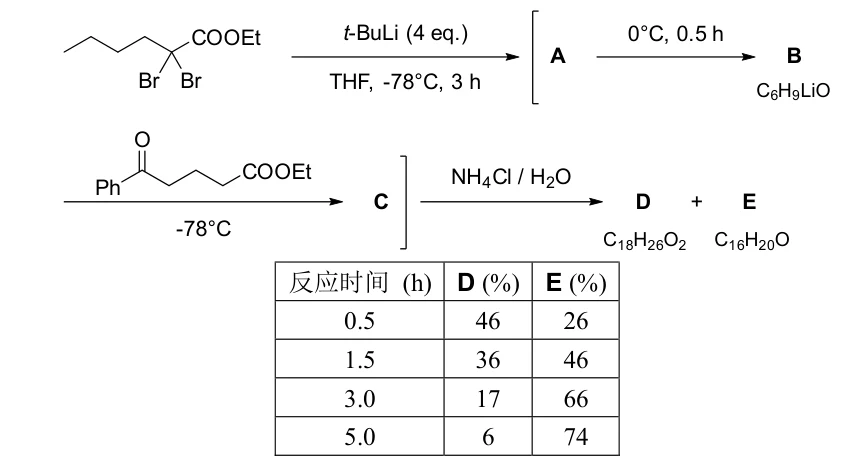 COOEt
Br Br
t-BuLi (4 eq.)
THF, -78°C, 3 h
A
0°C, 0.5 h
B
C₆H₉LiO
O
Ph
COOEt
-78°C
C
NH₄Cl / H₂O
D + E
C₁₈H₂₆O₂ C₁₆H₂₀O
反应时间 (h) D (%) E (%)
0.5 46 26
1.5 36 46
3.0 17 66
5.0 6 74